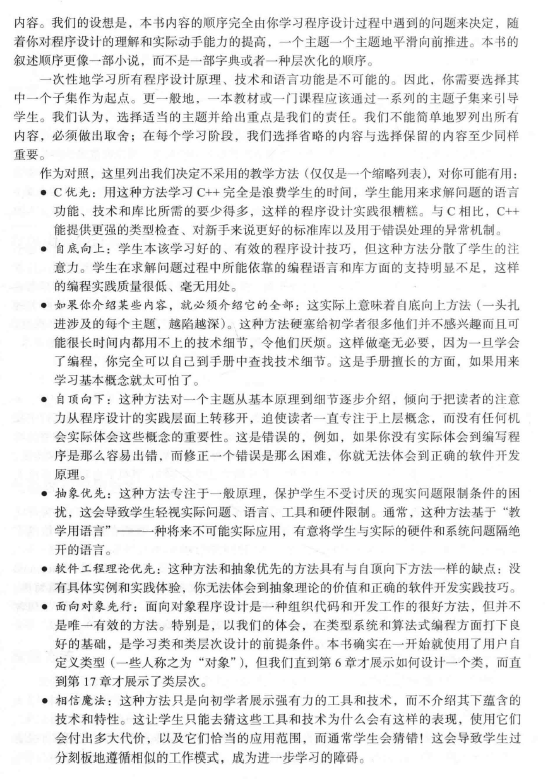 内容。我们的设想是，本书内容的顺序完全由你学习程序设计过程中遇到的问题来决定，随
着你对程序设计的理解和实际动手能力的提高，一个主题一个主题地平滑向前推进。本书的
叙述顺序更像一部小说，而不是一部字典或者一种层次化的顺序。
一次性地学习所有程序设计原理、技术和语言功能是不可能的。因此，你需要选择其
中一个子集作为起点。更一般地，一本教材或一门课程应该通过一系列的主题子集来引导
学生。我们认为，选择适当的主题并给出重点是我们的责任。我们不能简单地罗列出所有
内容，必须做出取舍；在每个学习阶段，我们选择省略的内容与选择保留的内容至少同样
重要。
作为对照，这里列出我们决定不采用的教学方法（仅仅是一个缩略列表），对你可能有用：
● C 优先：用这种方法学习 C++ 完全是浪费学生的时间，学生能用来求解问题的语言
功能、技术和库比所需的要少得多，这样的程序设计实践很糟糕。与 C 相比，C++
能提供更强的类型检查、对新手来说更好的标准库以及用于错误处理的异常机制。
● 自底向上：学生本该学习好的、有效的程序设计技巧，但这种方法分散了学生的注
意力。学生在求解问题过程中所能依靠的编程语言和库方面的支持明显不足，这样
的编程实践质量很低、毫无用处。
● 如果你介绍某些内容，就必须介绍它的全部：这实际上意味着自底向上方法（一头扎
进涉及的每个主题，越陷越深）。这种方法硬塞给初学者很多他们并不感兴趣而且可
能很长时间内都用不上的技术细节，令他们厌烦。这样做毫无必要，因为一旦学会
了编程，你完全可以自己到手册中查找技术细节。这是手册擅长的方面，如果用来
学习基本概念就太可怕了。
● 自顶向下：这种方法对一个主题从基本原理到细节逐步介绍，倾向于把读者的注意
力从程序设计的实践层面上转移开，迫使读者一直专注于上层概念，而没有任何机
会实际体会这些概念的重要性。这是错误的，例如，如果你没有实际体会到编写程
序是那么容易出错，而修正一个错误是那么困难，你就无法体会到正确的软件开发
原理。
● 抽象优先：这种方法专注于一般原理，保护学生不受讨厌的现实问题限制条件的困
扰，这会导致学生轻视实际问题、语言、工具和硬件限制。通常，这种方法基于“教
学用语言”——一种将来不可能实际应用，有意将学生与实际的硬件和系统问题隔绝
开的语言。
● 软件工程理论优先：这种方法和抽象优先的方法具有与自顶向下方法一样的缺点：没
有具体实例和实践体验，你无法体会到抽象理论的价值和正确的软件开发实践技巧。
● 面向对象先行：面向对象程序设计是一种组织代码和开发工作的很好方法，但并不
是唯一有效的方法。特别是，以我们的体会，在类型系统和算法式编程方面打下良
好的基础，是学习类和类层次设计的前提条件。本书确实在一开始就使用了用户自
定义类型（一些人称之为“对象”），但我们直到第 6 章才展示如何设计一个类，而直
到第 17 章才展示了类层次。
● 相信魔法：这种方法只是向初学者展示强有力的工具和技术，而不介绍其下蕴含的
技术和特性。这让学生只能去猜这些工具和技术为什么会有这样的表现，使用它们
会付出多大代价，以及它们恰当的应用范围，而通常学生会猜错！这会导致学生过
分刻板地遵循相似的工作模式，成为进一步学习的障碍。